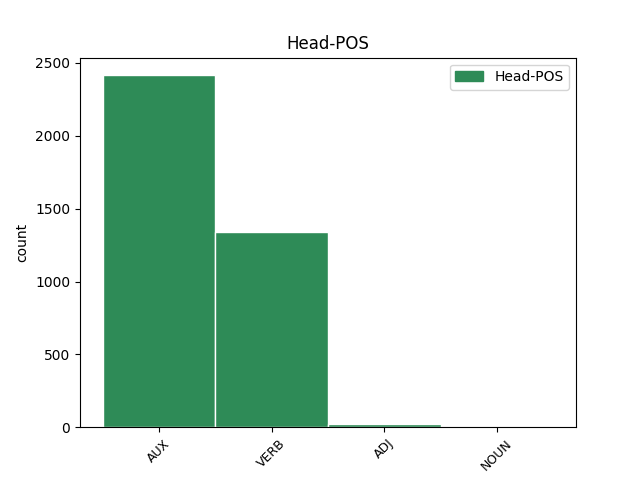 Head-POS
Head-POS
2500
2000
1500
1000
500
0
count
AUX
VERB
ADJ
NOUN